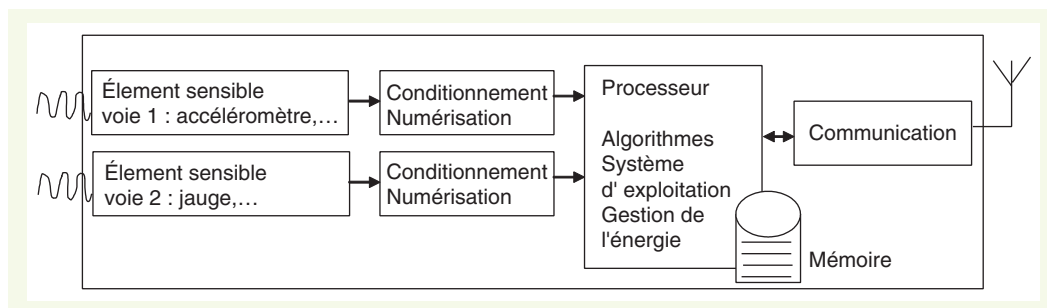 Élement sensible
voie 1 : accéléromètre,…
Conditionnement
Numérisation
Élement sensible
voie 2 : jauge,…
Conditionnement
Numérisation
Processeur
Algorithmes
Système
d' exploitation
Gestion de
l'énergie
Communication
Mémoire